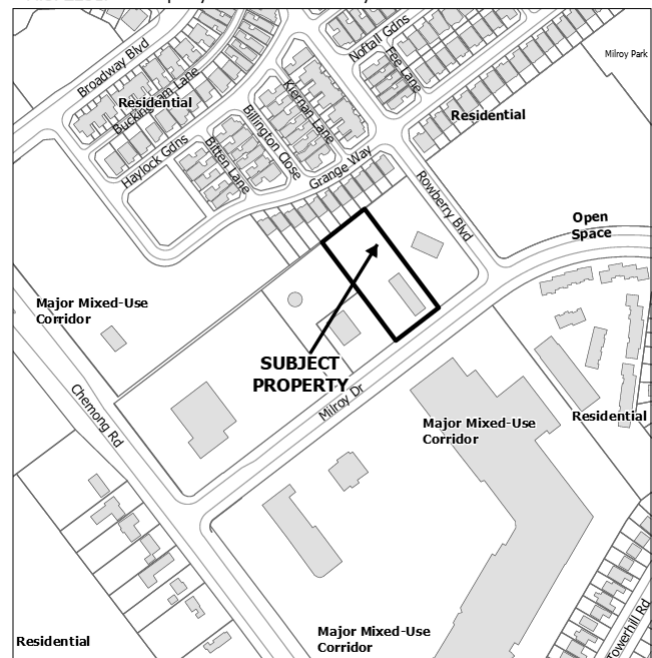 Noftall Gdns
Fee Lane
Milroy Park
Broadway Blvd
Buckingham Lane
Residential
Kiernan Lane
Billington Close
Residential
Haylock Gdns
Bitten Lane
Grange Way
Rowberry Blvd
Open
Space
Major Mixed-Use
Corridor
SUBJECT
PROPERTY
Milroy Dr
Chemong Rd
Major Mixed-Use
Corridor
Residential
Towerhill Rd
Residential
Major Mixed-Use
Corridor